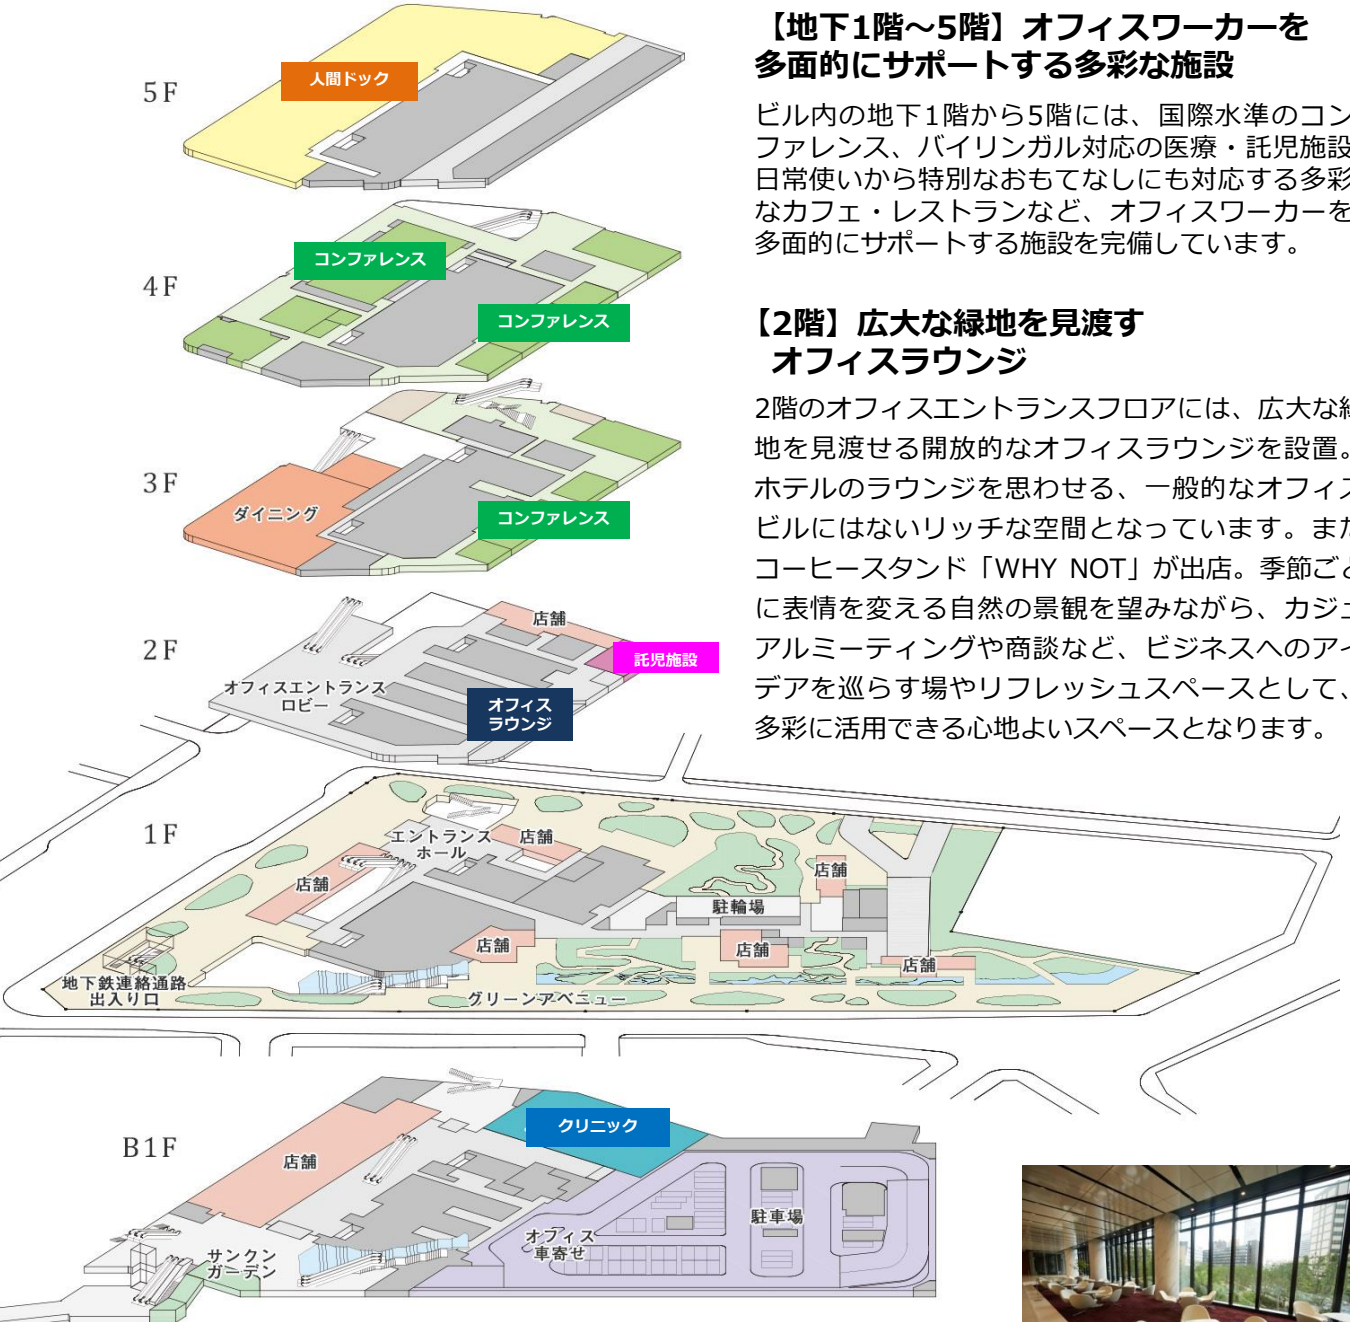 【地下1階～5階】オフィスワーカーを
多面的にサポートする多彩な施設
ビル内の地下1階から5階には、国際水準のコン
ファレンス、バイリンガル対応の医療・託児施設
日常使いから特別なおもてなしにも対応する多彩
なカフェ・レストランなど、オフィスワーカーを
多面的にサポートする施設を完備しています。
【2階】広大な緑地を見渡す
オフィスラウンジ
2階のオフィスエントランスフロアには、広大な緑
地を見渡せる開放的なオフィスラウンジを設置。
ホテルのラウンジを思わせる、一般的なオフィス
ビルにはないリッチな空間となっています。また
コーヒースタンド「WHY NOT」が出店。季節ごと
に表情を変える自然の景観を望みながら、カジュ
アルミーティングや商談など、ビジネスへのアイ
デアを巡らす場やリフレッシュスペースとして、
多彩に活用できる心地よいスペースとなります。
5F
人間ドック
4F
コンファレンス
コンファレンス
3F
ダイニング
コンファレンス
2F
店舗
託児施設
オフィスエントランス
ロビー
オフィス
ラウンジ
1F
エントランス
ホール
店舗
店舗
店舗
駐輪場
店舗
店舗
店舗
地下鉄連絡通路
出入り口
グリーンアベニュー
B1F
クリニック
店舗
駐車場
オフィス
車寄せ
サンクン
ガーデン